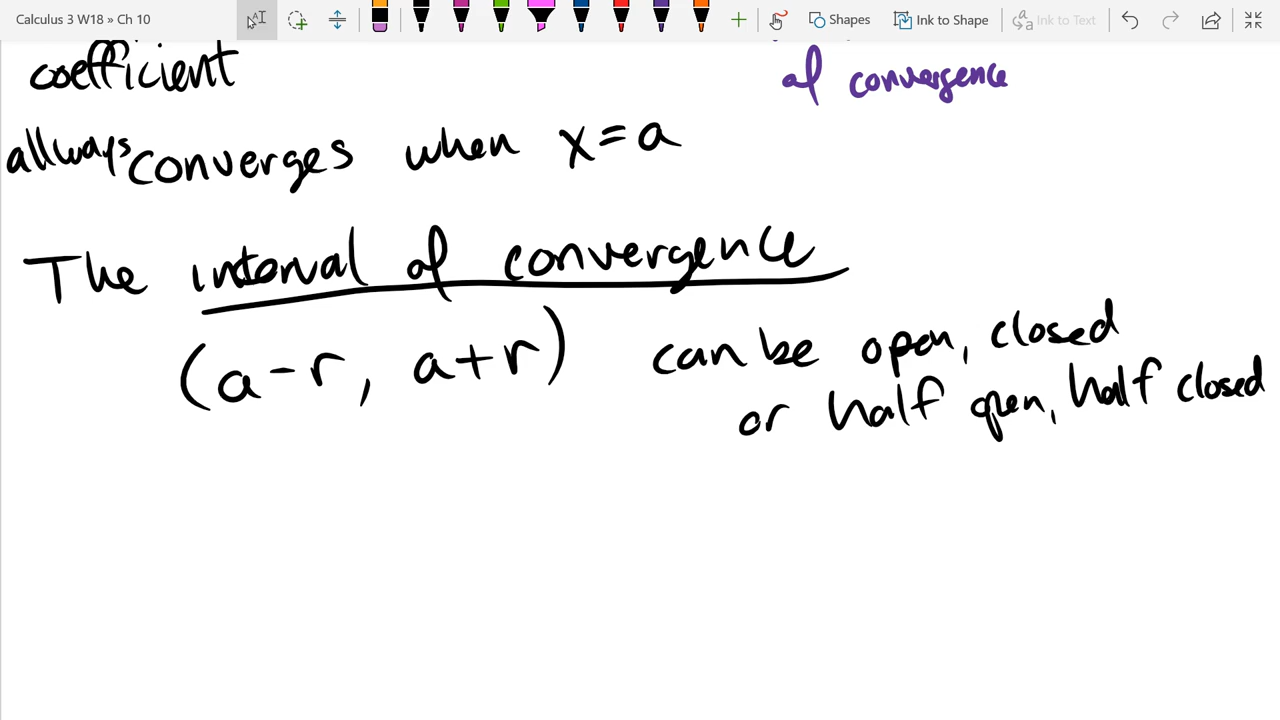 Calculus 3 W18 » Ch 10
Shapes
Ink to Shape
Ink to Text
coefficient
of convergence
allways converges when x=a
The interval of convergence
(a-r, a+r) can be open, closed
or half open, half closed